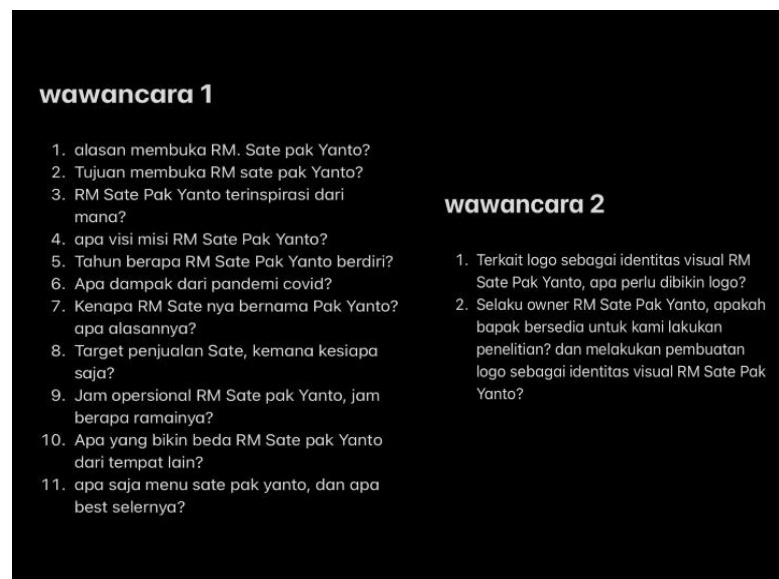 wawancara 1
1. alasan membuka RM. Sate pak Yanto?
2. Tujuan membuka RM sate pak Yanto?
3. RM Sate Pak Yanto terinspirasi dari
mana?
4. apa visi misi RM Sate Pak Yanto?
5. Tahun berapa RM Sate Pak Yanto berdiri?
6. Apa dampak dari pandemi covid?
7. Kenapa RM Sate nya bernama Pak Yanto?
apa alasannya?
8. Target penjualan Sate, kemana kesiapa
saja?
9. Jam opersional RM Sate pak Yanto, jam
berapa ramainya?
10. Apa yang bikin beda RM Sate pak Yanto
dari tempat lain?
11. apa saja menu sate pak yanto, dan apa
best selernya?
wawancara 2
1. Terkait logo sebagai identitas visual RM
Sate Pak Yanto, apa perlu dibikin logo?
2. Selaku owner RM Sate Pak Yanto, apakah
bapak bersedia untuk kami lakukan
penelitian? dan melakukan pembuatan
logo sebagai identitas visual RM Sate Pak
Yanto?